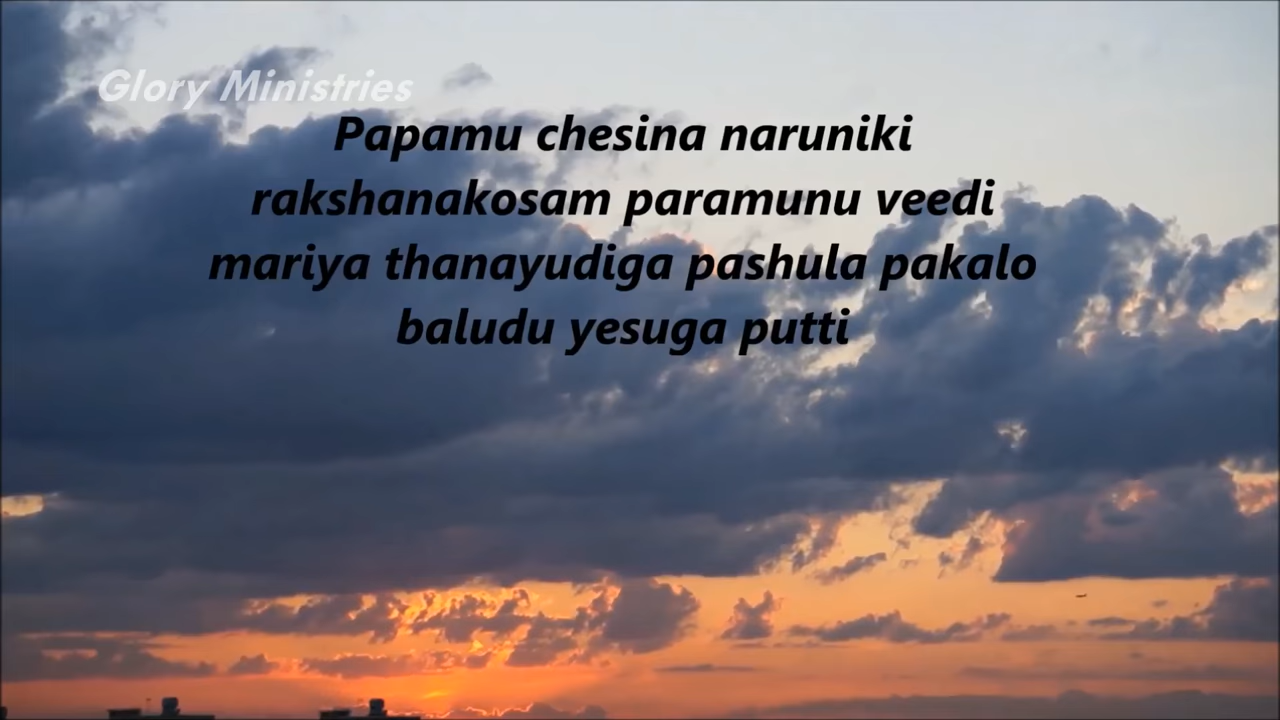 Glory Ministries
Papamu chesina naruniki
rakshanakosam paramunu veedi
mariya thanayudiga pashula pakalo
baludu yesuga putti